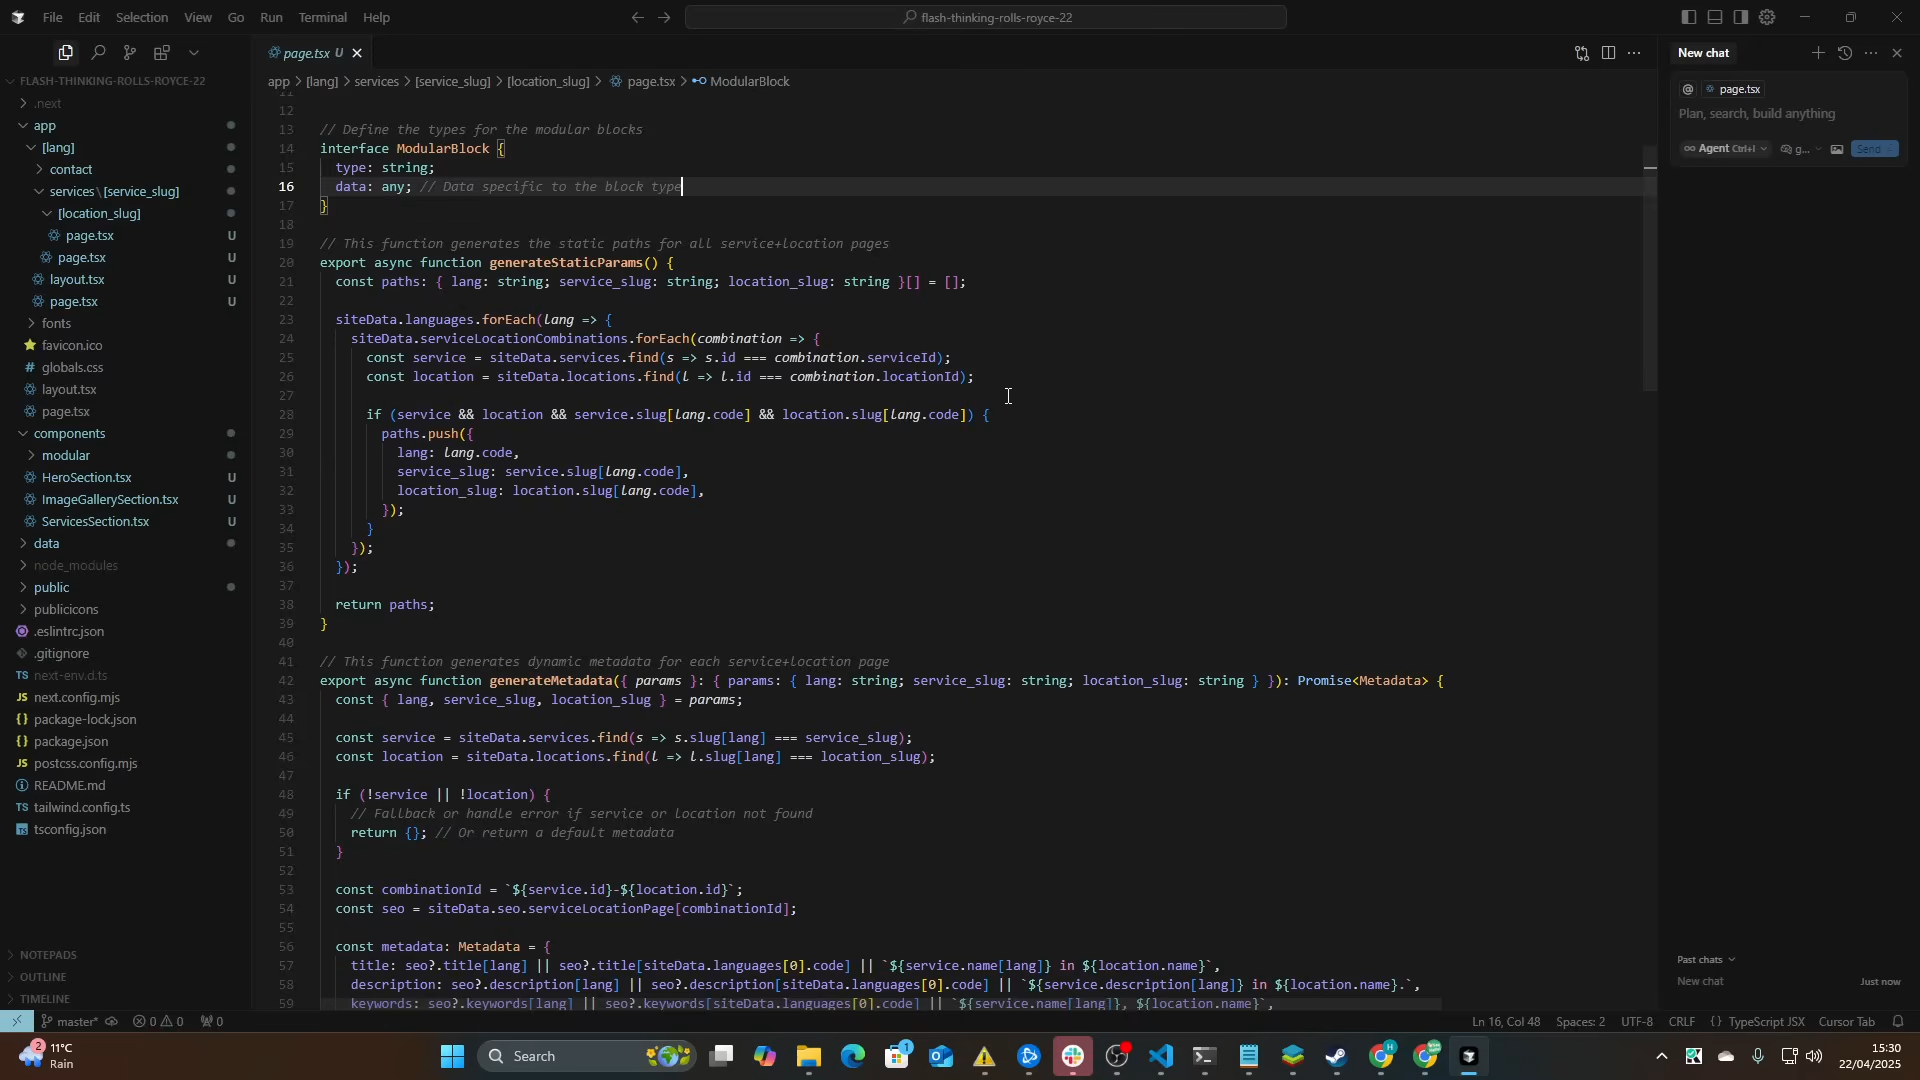 File Edit Selection View Go Run Terminal Help
flash-thinking-rolls-royce-22
FLASH-THINKING-ROLLS-ROYCE-22
.next
app
[lang]
contact
services\[service_slug]
[location_slug]
page.tsx U
page.tsx U
layout.tsx U
page.tsx U
fonts
favicon.ico
globals.css
layout.tsx
page.tsx
components
modular
HeroSection.tsx U
ImageGallerySection.tsx U
ServicesSection.tsx U
data
node_modules
public
publicicons
.eslintrc.json
.gitignore
next-env.d.ts
next.config.mjs
package-lock.json
package.json
postcss.config.mjs
README.md
tailwind.config.ts
tsconfig.json
NOTEPADS
OUTLINE
TIMELINE
page.tsx U
app > [lang] > services > [service_slug] > [location_slug] > page.tsx > ModularBlock
12
13 // Define the types for the modular blocks
14 interface ModularBlock {
15 type: string;
16 data: any; // Data specific to the block type
17 }
18
19 // This function generates the static paths for all service+location pages
20 export async function generateStaticParams() {
21 const paths: { lang: string; service_slug: string; location_slug: string }[] = [];
22
23 siteData.languages.forEach(lang => {
24 siteData.serviceLocationCombinations.forEach(combination => {
25 const service = siteData.services.find(s => s.id === combination.serviceId);
26 const location = siteData.locations.find(l => l.id === combination.locationId);
27
28 if (service && location && service.slug[lang.code] && location.slug[lang.code]) {
29 paths.push({
30 lang: lang.code,
31 service_slug: service.slug[lang.code],
32 location_slug: location.slug[lang.code],
33 });
34 }
35 });
36 });
37
38 return paths;
39 }
40
41 // This function generates dynamic metadata for each service+location page
42 export async function generateMetadata({ params }: { params: { lang: string; service_slug: string; location_slug: string } }): Promise<Metadata> {
43 const { lang, service_slug, location_slug } = params;
44
45 const service = siteData.services.find(s => s.slug[lang] === service_slug);
46 const location = siteData.locations.find(l => l.slug[lang] === location_slug);
47
48 if (!service || !location) {
49 // Fallback or handle error if service or location not found
50 return {}; // Or return a default metadata
51 }
52
53 const combinationId = `${service.id}-${location.id}`;
54 const seo = siteData.seo.serviceLocationPage[combinationId];
55
56 const metadata: Metadata = {
57 title: seo?.title[lang] || seo?.title[siteData.languages[0].code] || `${service.name[lang]} in ${location.name}`,
58 description: seo?.description[lang] || seo?.description[siteData.languages[0].code] || `${service.description[lang]} in ${location.name}.`,
59 keywords: seo?.keywords[lang] || seo?.keywords[siteData.languages[0].code] || `${service.name[lang]}, ${location.name}`,
New chat
@ page.tsx
Plan, search, build anything
∞ Agent Ctrl+I g... Send
Past chats
New chat Just now
master* 0 0 0
Ln 16, Col 48 Spaces: 2 UTF-8 CRLF {} TypeScript JSX Cursor Tab
2 11°C
Rain
Search
1
H
15:30
22/04/2025